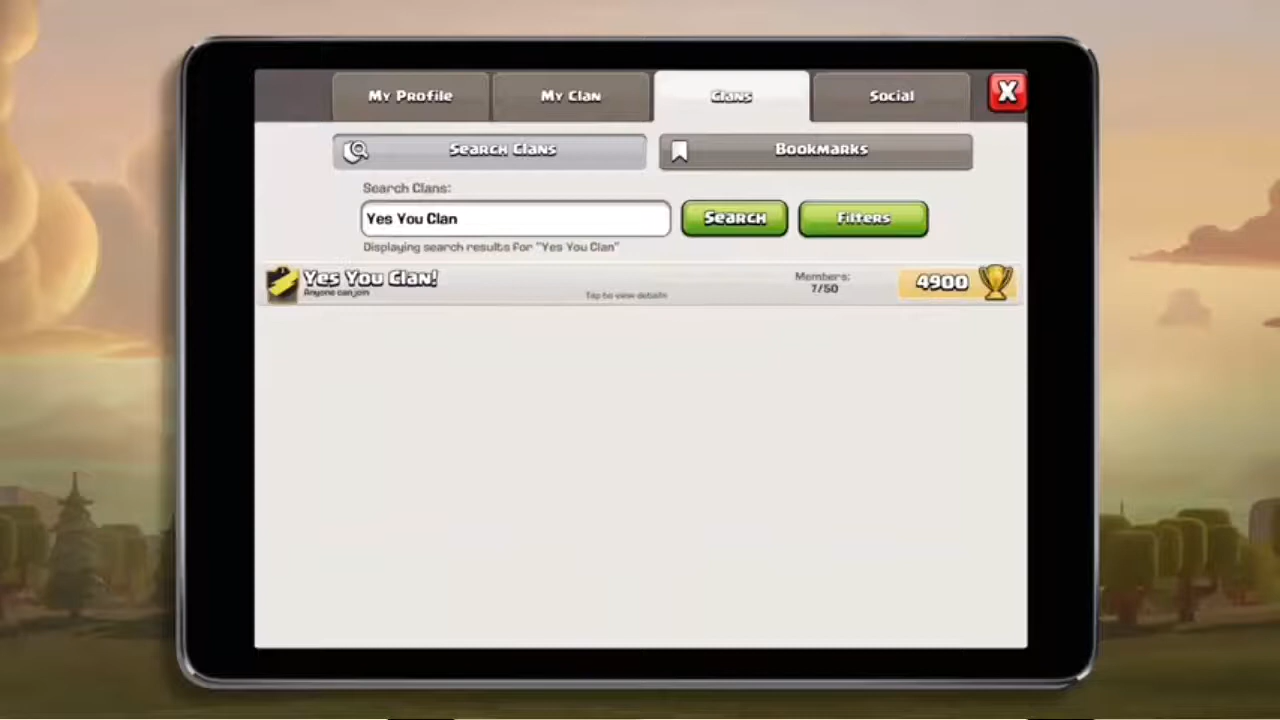 My Profile
My Clan
Clans
Social
X
Search Clans
Bookmarks
Search Clans:
Yes You Clan
Search
Filters
Displaying search results for "Yes You Clan"
Yes You Clan!
Anyone can join
Tap to view details
Members:
7/50
4900